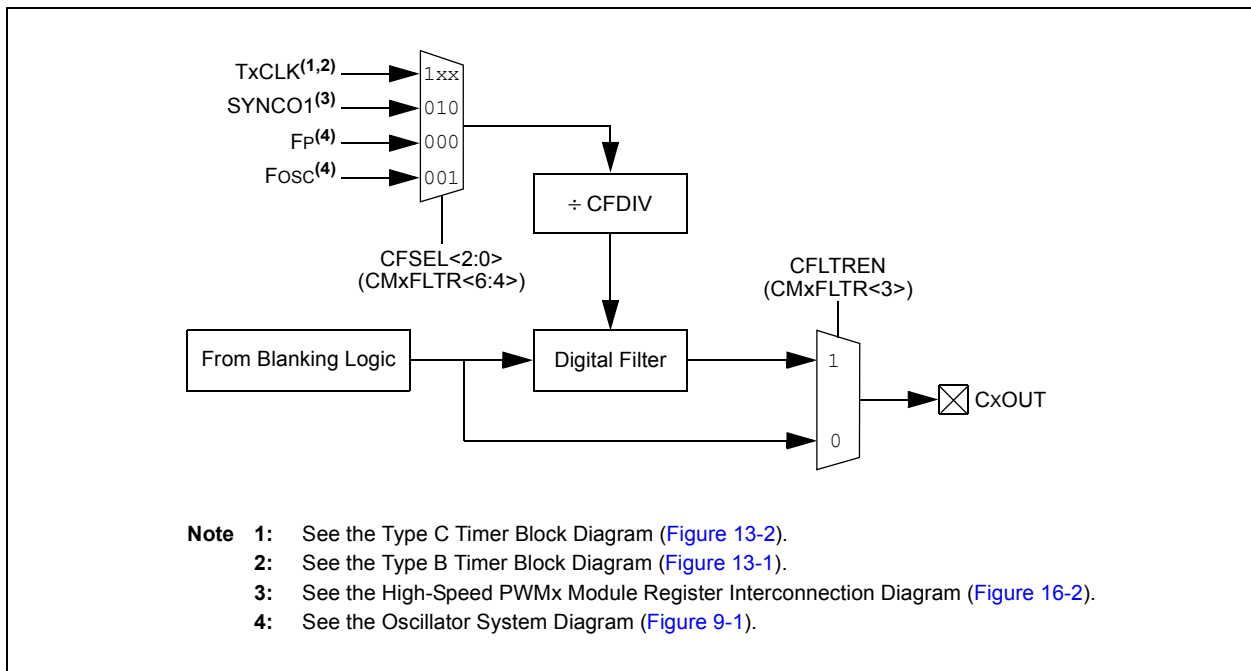 TxCLK(1,2)
SYNCO1(3)
FP(4)
FOSC(4)
1xx
010
000
001
÷ CFDIV
CFSEL<2:0>
(CMxFLTR<6:4>)
CFLTREN
(CMxFLTR<3>)
From Blanking Logic
Digital Filter
1
0
CxOUT
Note 1: See the Type C Timer Block Diagram (Figure 13-2).
2: See the Type B Timer Block Diagram (Figure 13-1).
3: See the High-Speed PWMx Module Register Interconnection Diagram (Figure 16-2).
4: See the Oscillator System Diagram (Figure 9-1).